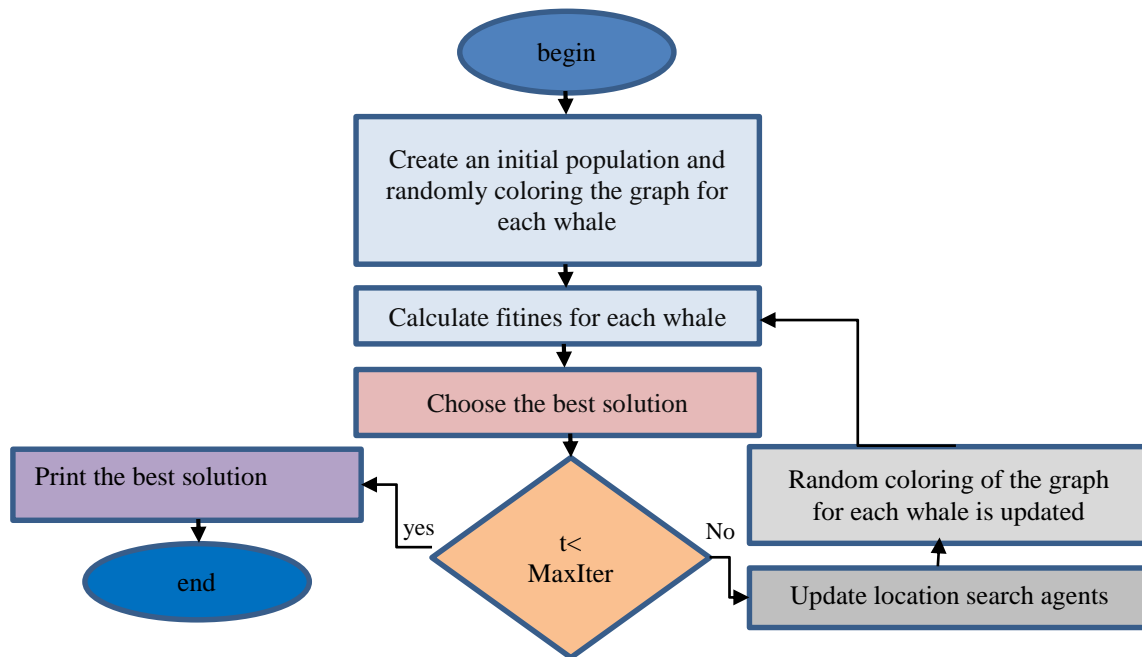 begin
Create an initial population and
randomly coloring the graph for
each whale
Calculate fitines for each whale
Choose the best solution
Print the best solution
yes
end
t<
MaxIter
No
Random coloring of the graph
for each whale is updated
Update location search agents